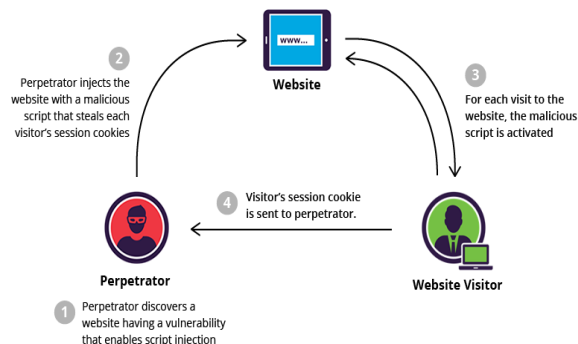 www...
Website
2
Perpetrator injects the
website with a malicious
script that steals each
visitor's session cookies
3
For each visit to the
website, the malicious
script is activated
4
Visitor's session cookie
is sent to perpetrator.
Perpetrator
Website Visitor
1
Perpetrator discovers a
website having a vulnerability
that enables script injection